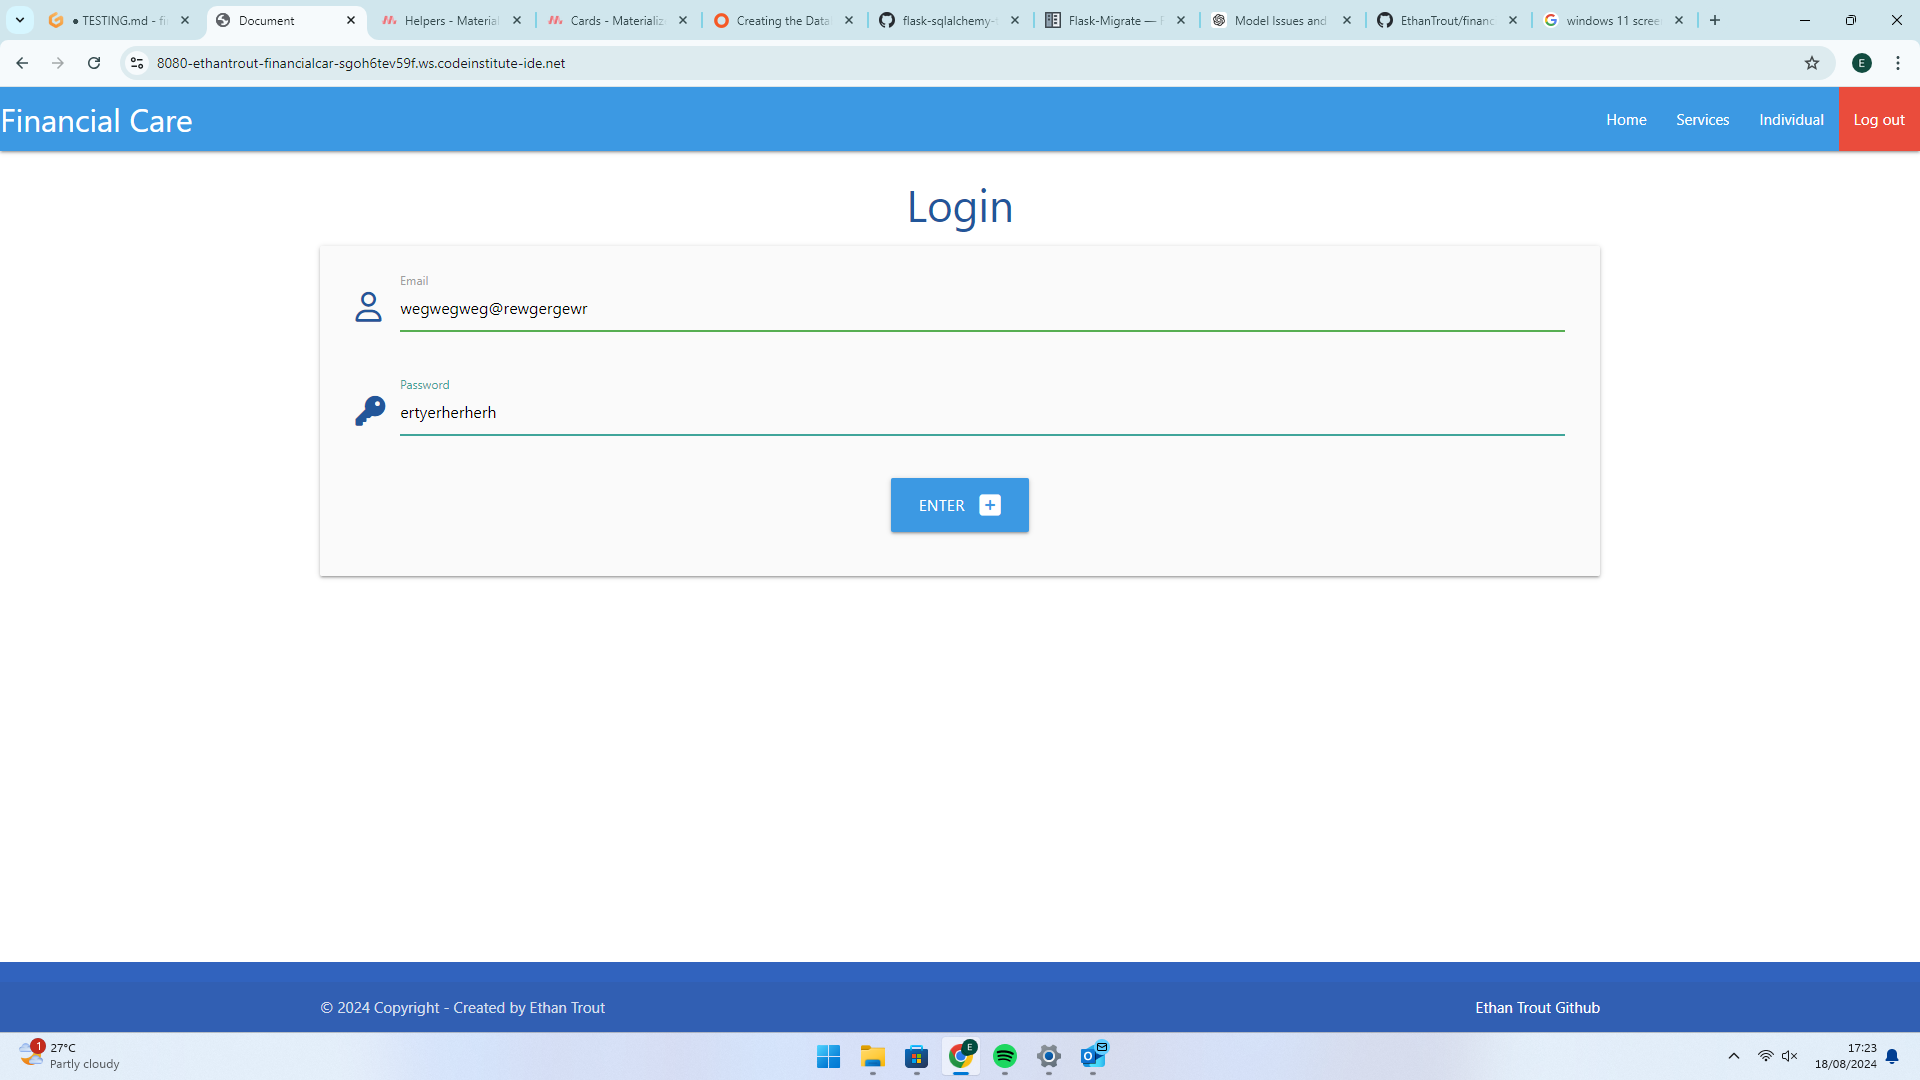 ● TESTING.md - fi
Document
Helpers - Material
Cards - Materializ
Creating the Data
flask-sqlalchemy-
Flask-Migrate —
Model Issues and
EthanTrout/financ
windows 11 scree
8080-ethantrout-financialcar-sgoh6tev59f.ws.codeinstitute-ide.net
E
Financial Care
Home
Services
Individual
Log out
Login
Email
wegwegweg@rewgergewr
Password
ertyerherherh
ENTER
© 2024 Copyright - Created by Ethan Trout
Ethan Trout Github
1
27°C
Partly cloudy
E
17:23
18/08/2024